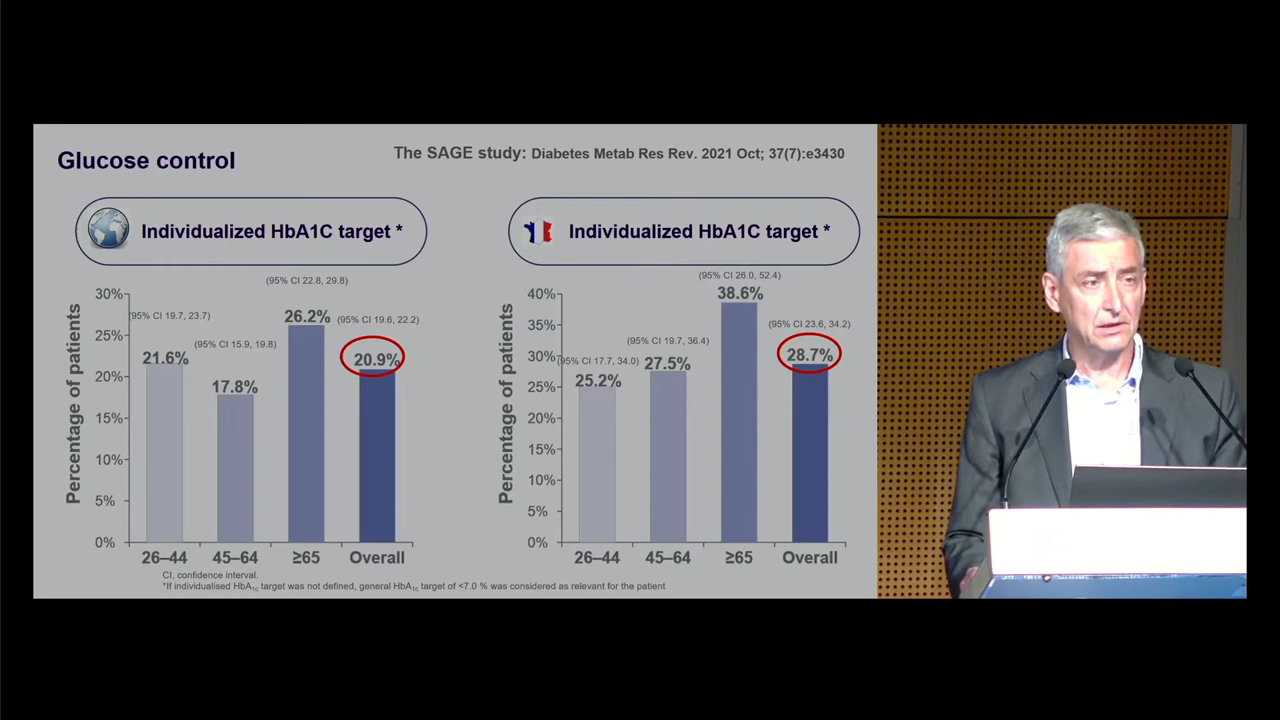 Glucose control
The SAGE study: Diabetes Metab Res Rev. 2021 Oct; 37(7):e3430
Individualized HbA1C target *
Percentage of patients
30%
25%
20%
15%
10%
5%
0%
(95% CI 19.7, 23.7)
21.6%
(95% CI 15.9, 19.8)
17.8%
(95% CI 22.8, 29.8)
26.2%
(95% CI 19.6, 22.2)
20.9%
26–44
45–64
≥65
Overall
Individualized HbA1C target *
Percentage of patients
40%
35%
30%
25%
20%
15%
10%
5%
0%
(95% CI 17.7, 34.0)
25.2%
(95% CI 19.7, 36.4)
27.5%
(95% CI 26.0, 52.4)
38.6%
(95% CI 23.6, 34.2)
28.7%
26–44
45–64
≥65
Overall
CI, confidence interval.
*If individualised HbA1c target was not defined, general HbA1c target of <7.0 % was considered as relevant for the patient